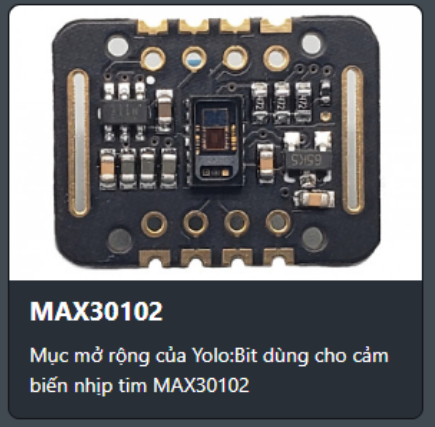 MAX30102
Mục mở rộng của Yolo:Bit dùng cho cảm
biến nhịp tim MAX30102